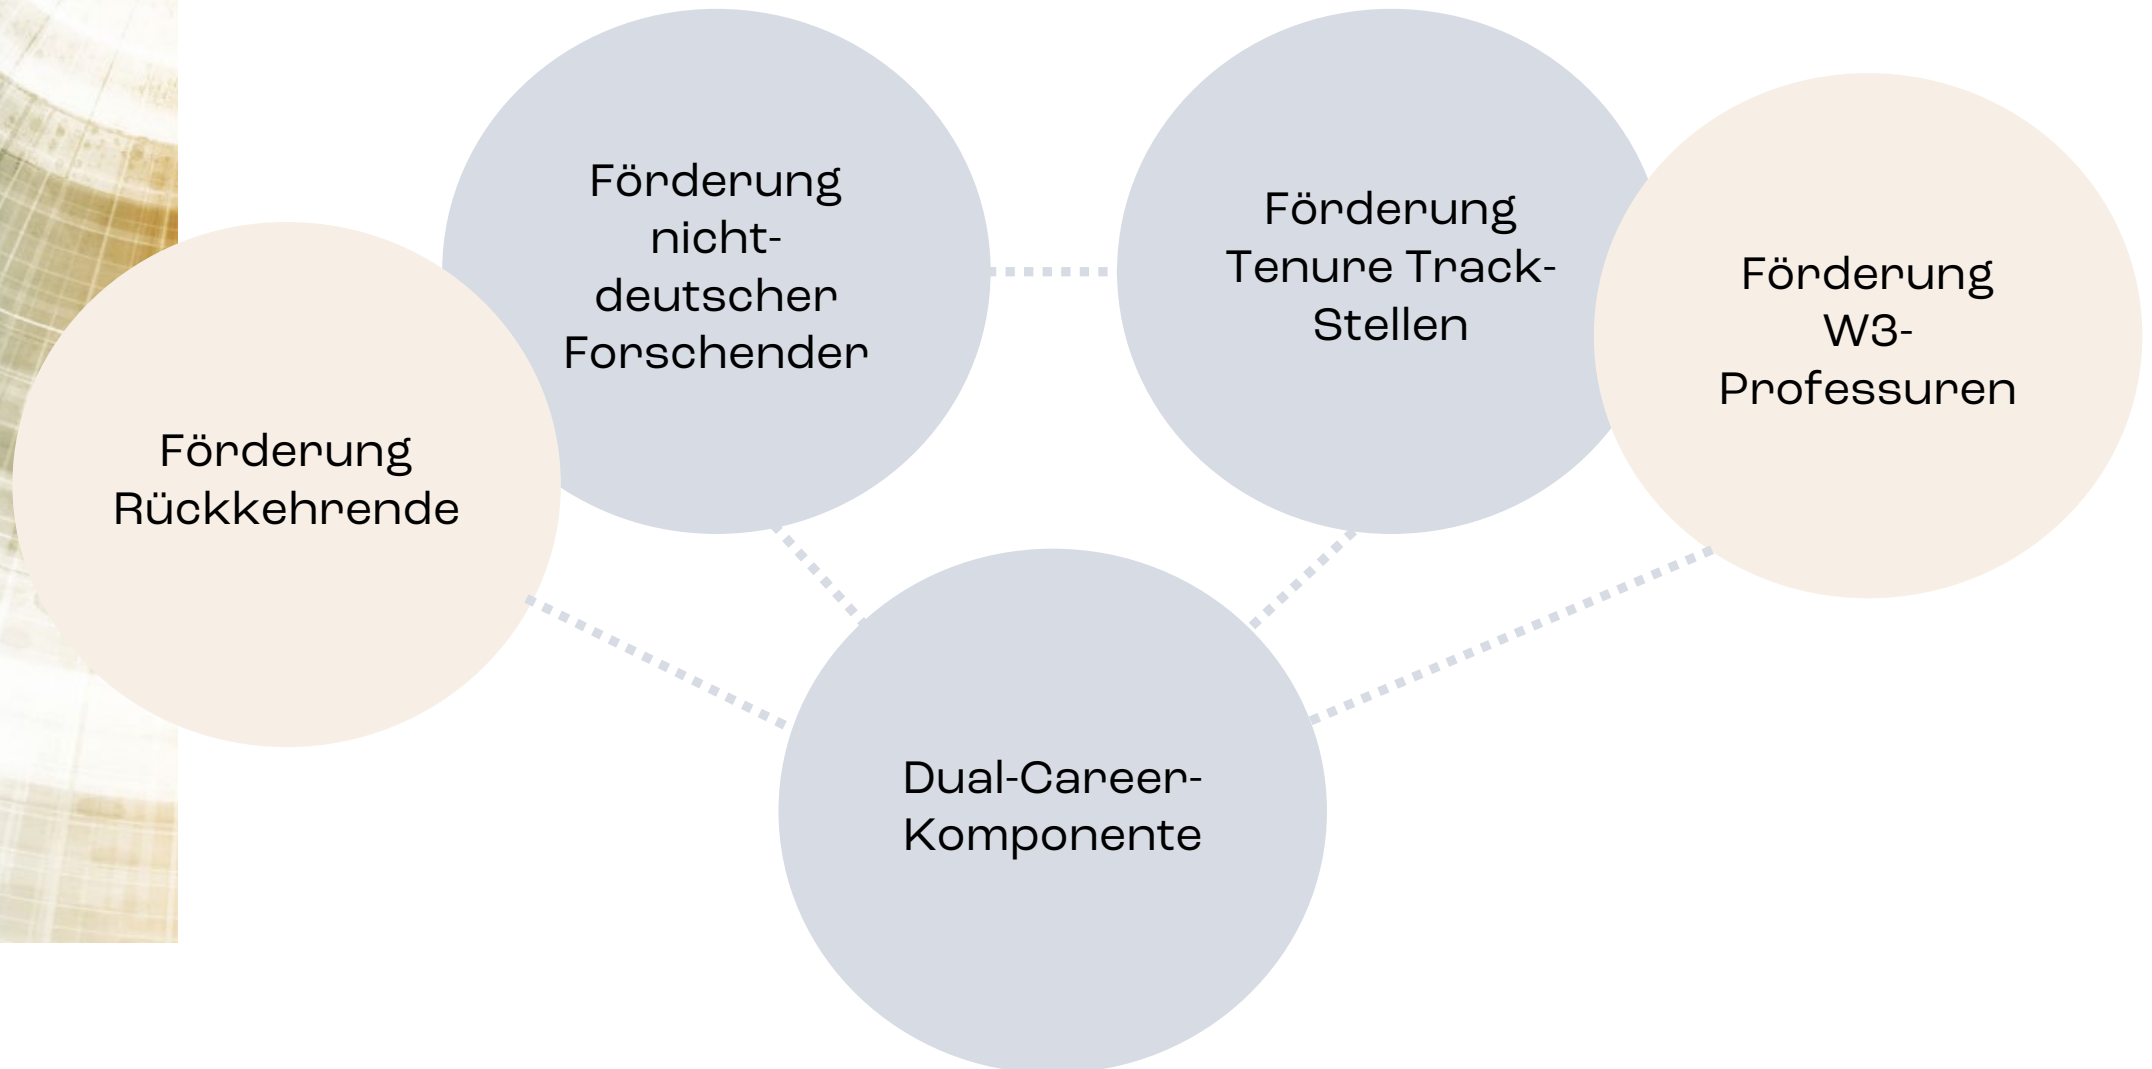 Förderung
nicht-
deutscher
Forschender
Förderung
Tenure Track-
Stellen
Förderung
W3-
Professuren
Förderung
Rückkehrende
Dual-Career-
Komponente